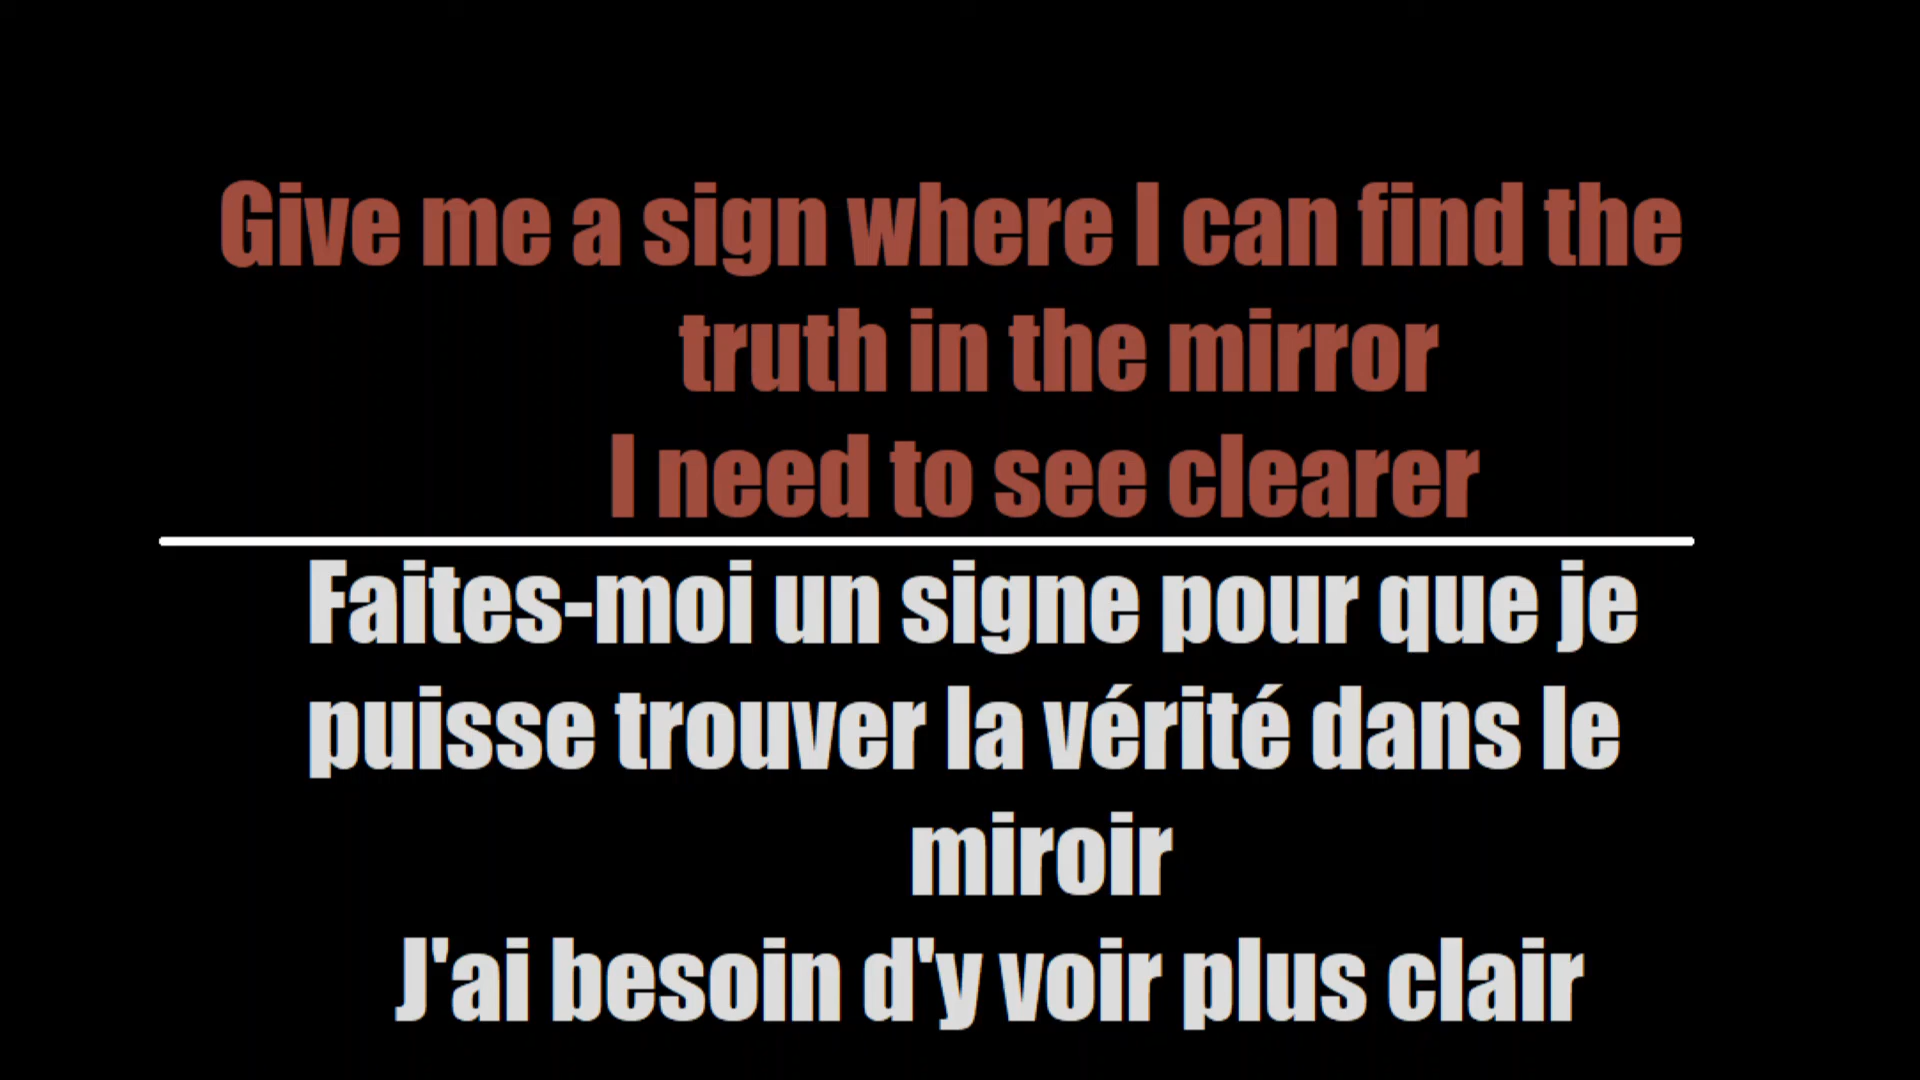 Give me a sign where I can find the
truth in the mirror
I need to see clearer
Faites-moi un signe pour que je
puisse trouver la vérité dans le
miroir
J'ai besoin d'y voir plus clair